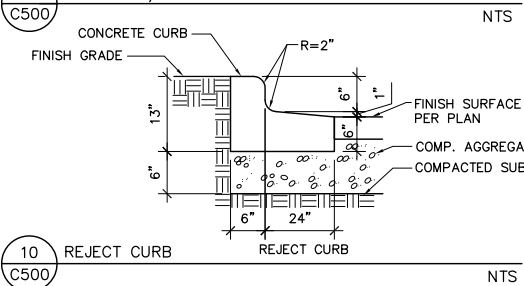 C500
NTS
CONCRETE CURB
R=2"
FINISH GRADE
6"
1"
FINISH SURFACE
PER PLAN
13"
6"
COMP. AGGREGA
COMPACTED SUB
6"
6"
24"
REJECT CURB
10
REJECT CURB
C500
NTS